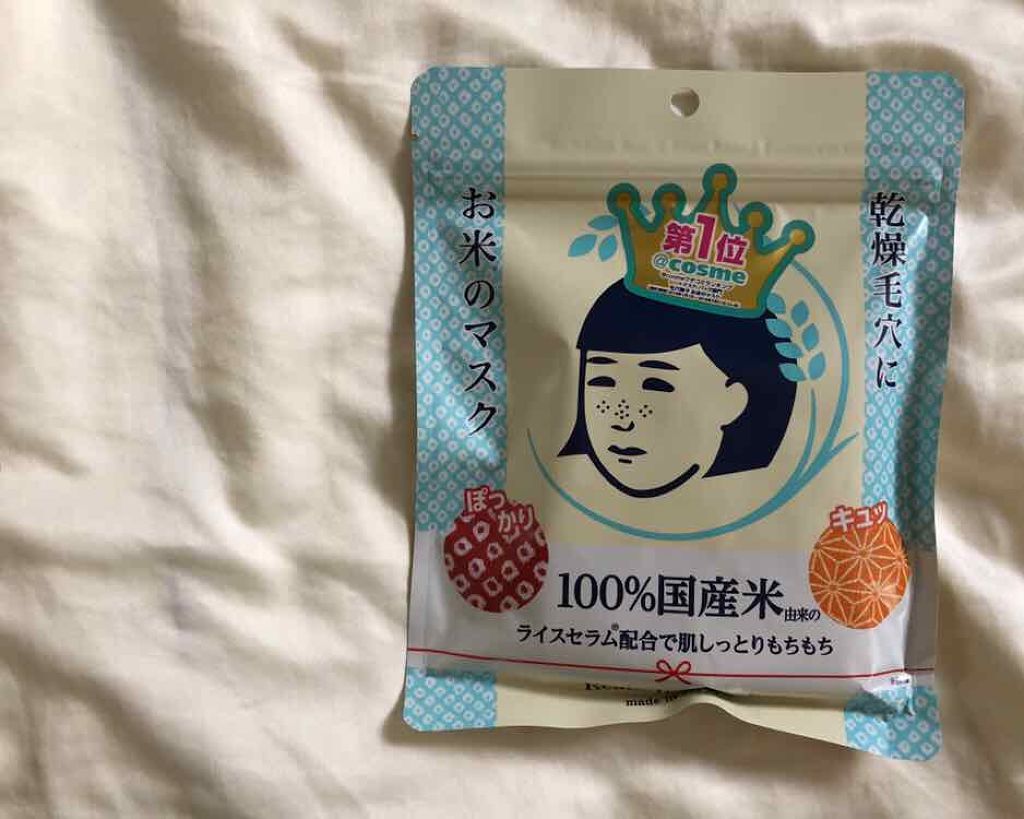 乾燥毛穴に
お米のマスク
第1位
@cosme
ぽっかり
キュッ
100%国産米由来の
ライスセラム®配合で肌しっとりもちもち
made